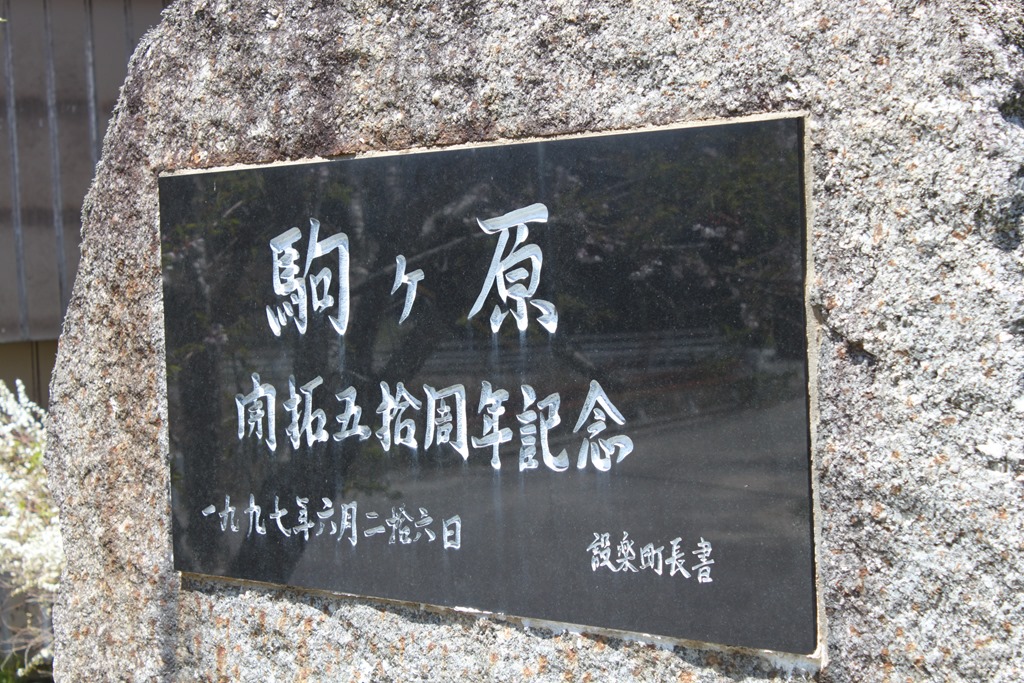 駒ヶ原
開拓五拾周年記念
一九九七年六月二拾六日
設楽町長書